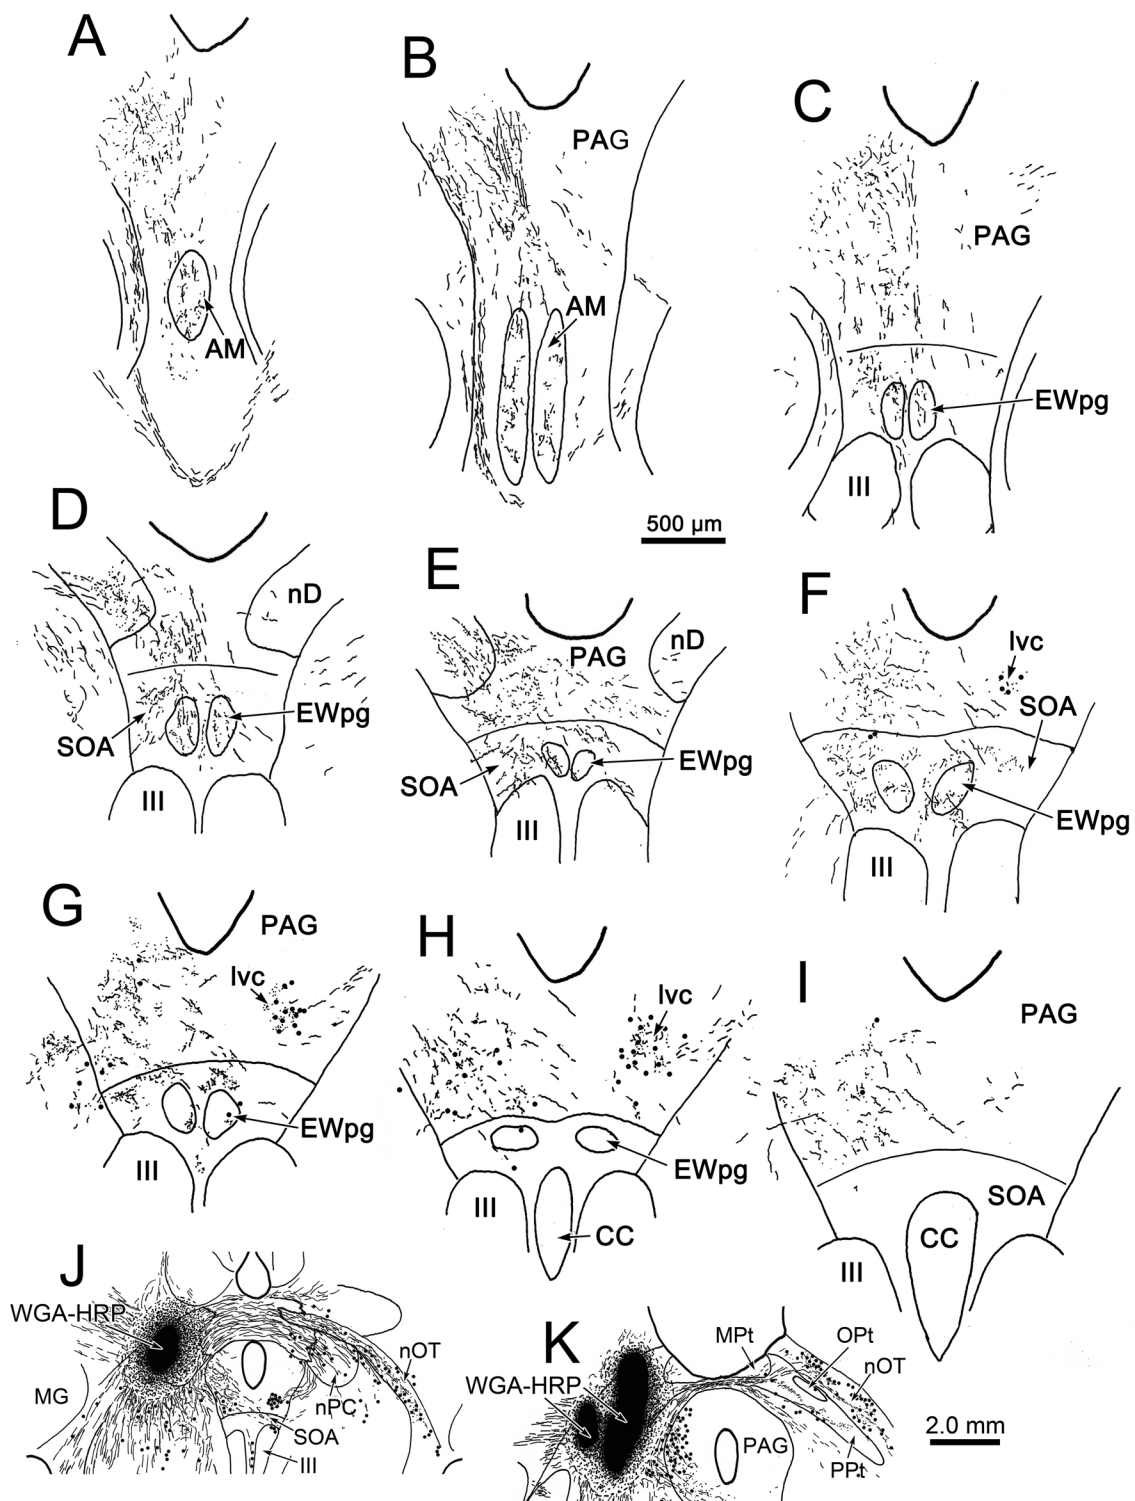 A
AM
B
PAG
AM
C
PAG
EWpg
III
500 µm
D
nD
EWpg
SOA
III
E
PAG
nD
EWpg
SOA
III
F
lvc
SOA
EWpg
III
G
PAG
lvc
EWpg
III
H
lvc
EWpg
III
CC
I
PAG
SOA
CC
III
J
WGA-HRP
MG
nOT
nPC
SOA
III
K
MPt
OPt
nOT
WGA-HRP
PAG
PPt
2.0 mm